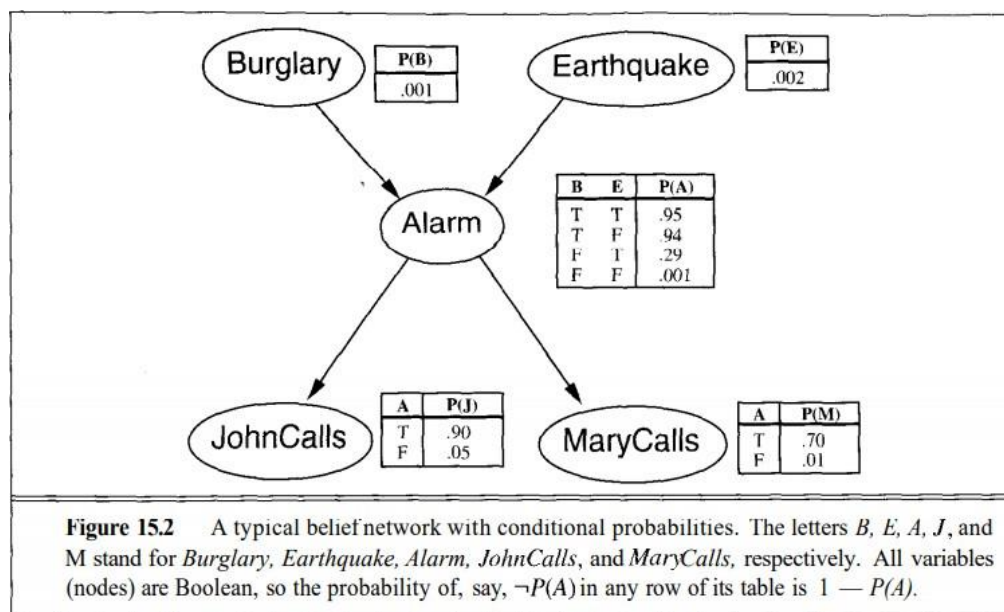 Burglary
P(B)
.001
Earthquake
P(E)
.002
Alarm
B E P(A)
T T .95
T F .94
F T .29
F F .001
JohnCalls
A P(J)
T .90
F .05
MaryCalls
A P(M)
T .70
F .01
Figure 15.2 A typical belief network with conditional probabilities. The letters B, E, A, J, and
M stand for Burglary, Earthquake, Alarm, JohnCalls, and MaryCalls, respectively. All variables
(nodes) are Boolean, so the probability of, say, ¬P(A) in any row of its table is 1 — P(A).